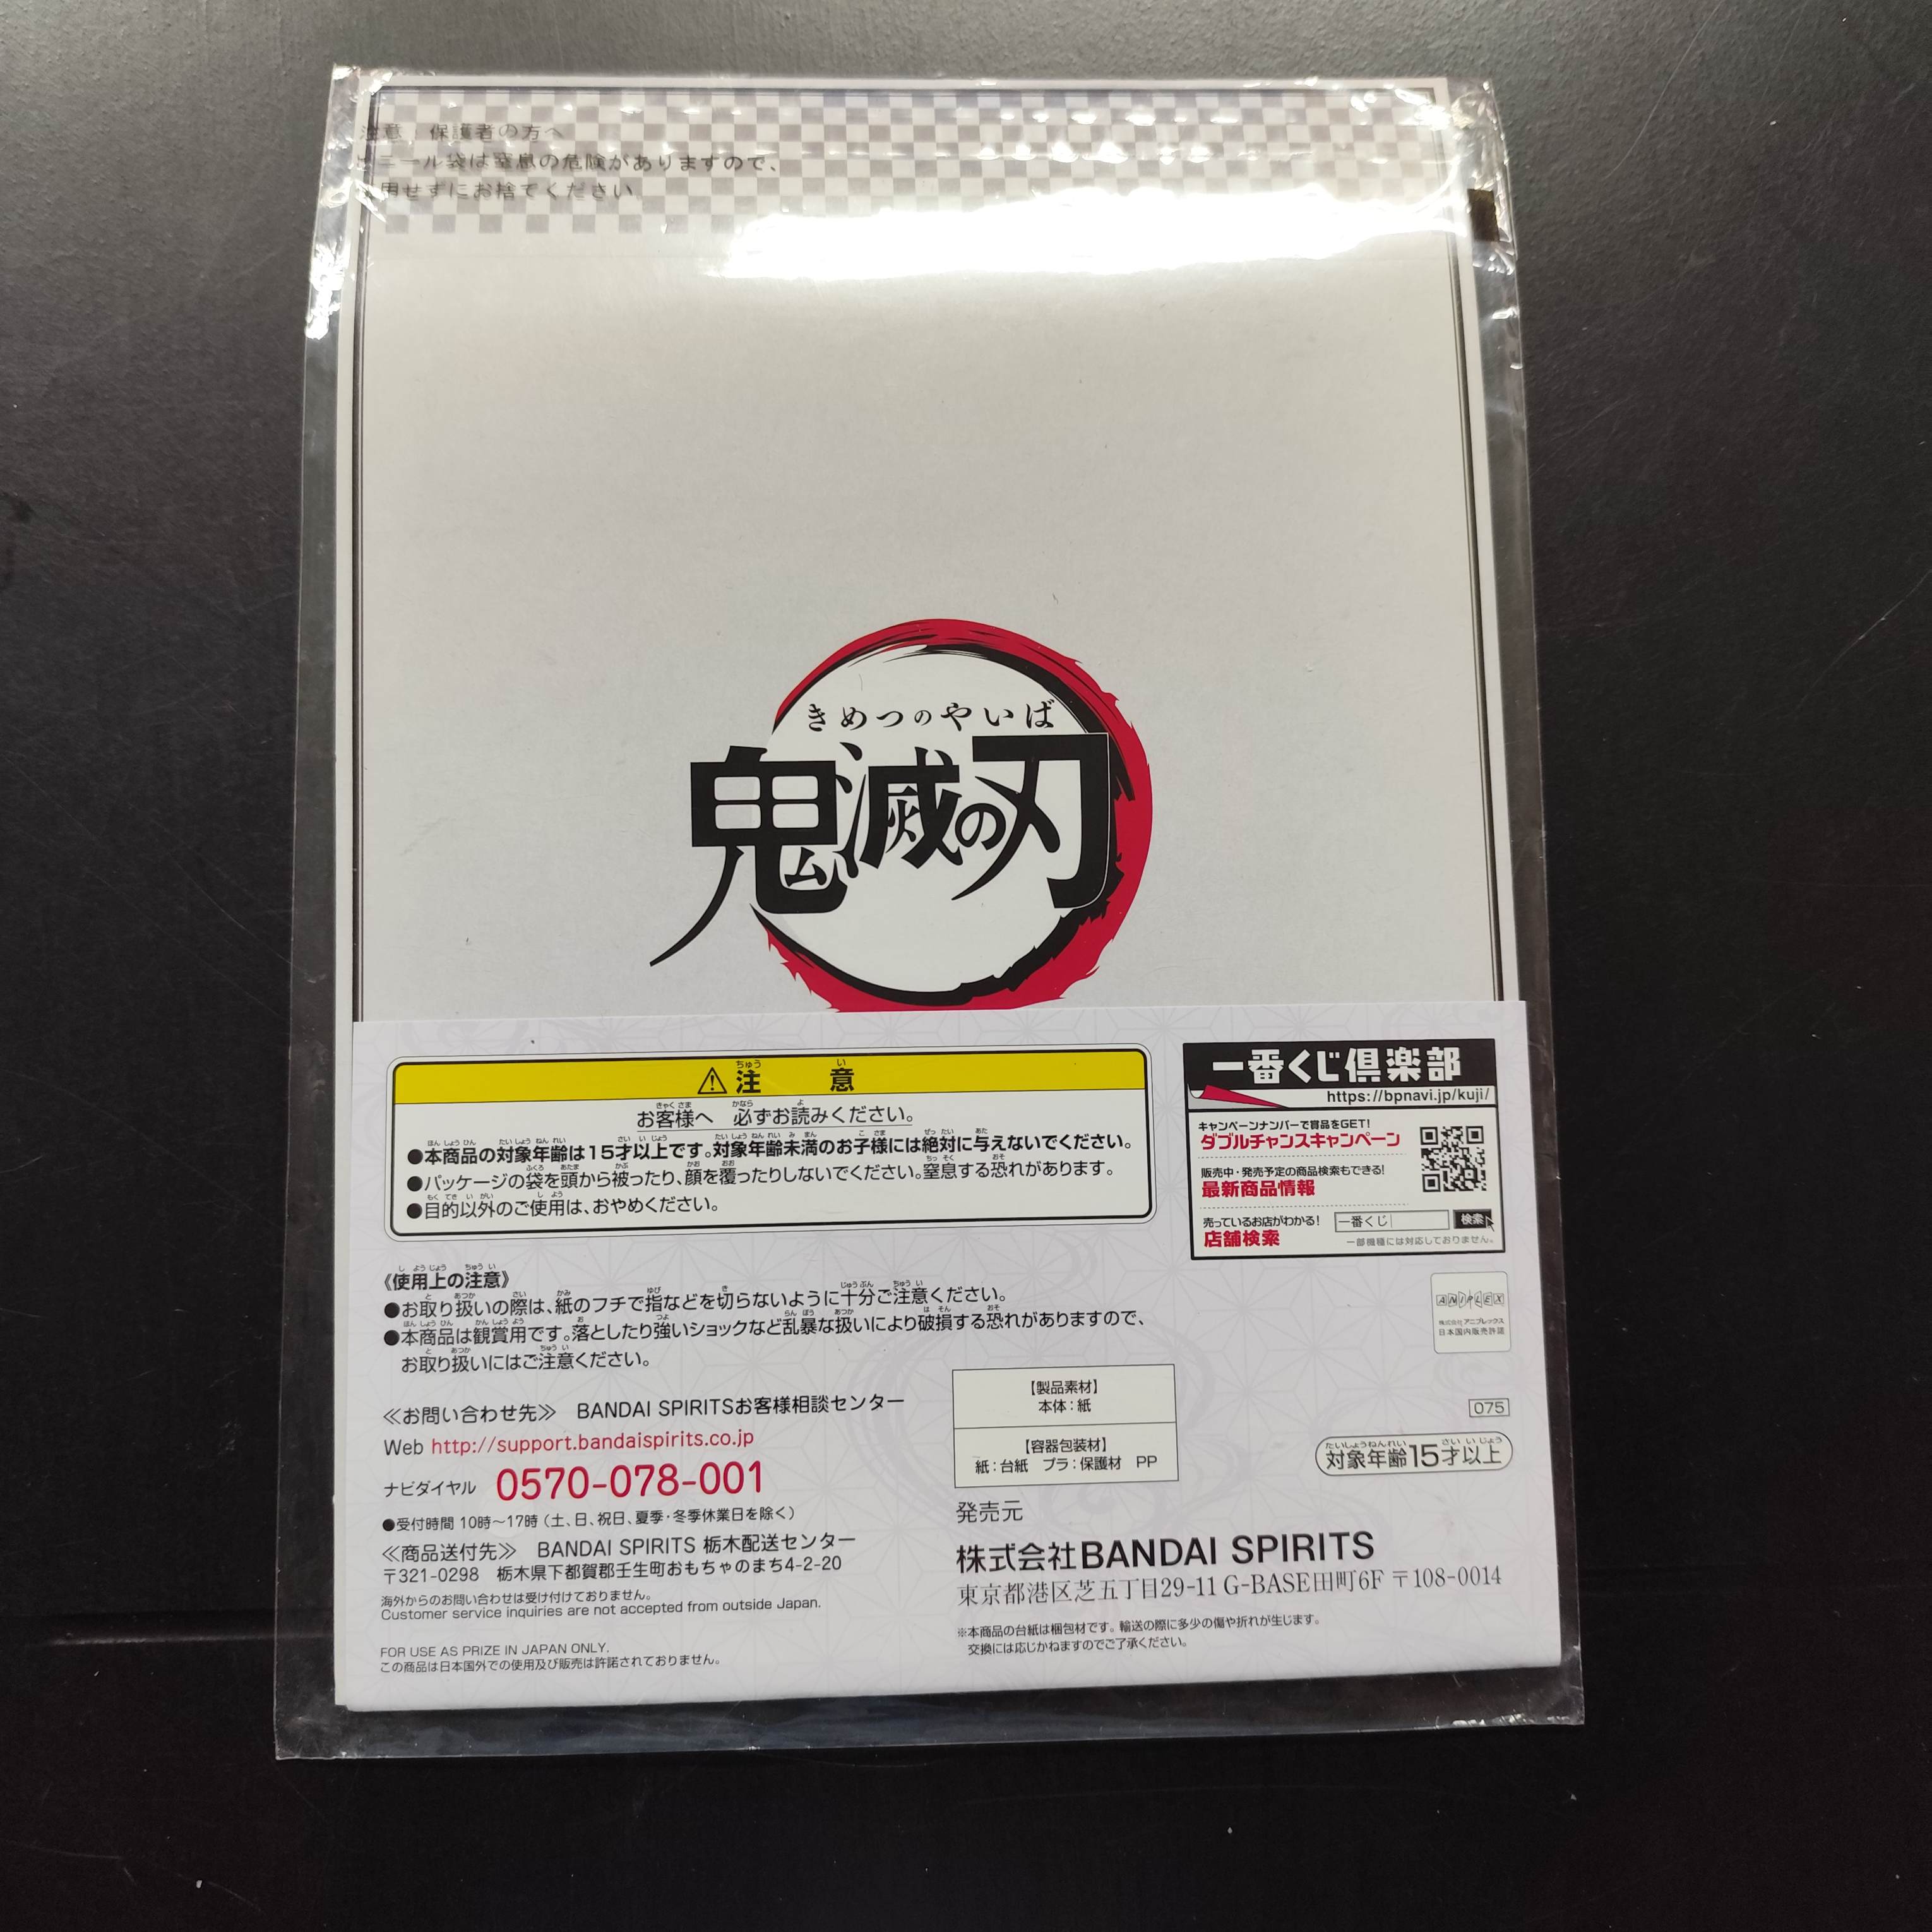 注意 保護者の方へ
ビニール袋は窒息の危険がありますので、
用せずにお捨てください
きめつのやいば
鬼滅の刃
⚠注意
お客様へ 必ずお読みください。
●本商品の対象年齢は15才以上です。対象年齢未満のお子様には絶対に与えないでください。
●パッケージの袋を頭から被ったり、顔を覆ったりしないでください。窒息する恐れがあります。
●目的以外のご使用は、おやめください。
一番くじ倶楽部
https://bpnavi.jp/kuji/
キャンペーンナンバーで賞品をGET!
ダブルチャンスキャンペーン
販売中・発売予定の商品検索もできる!
最新商品情報
売っているお店がわかる!
店舗検索
一番くじ 検索
一部機種には対応しておりません。
《使用上の注意》
●お取り扱いの際は、紙のフチで指などを切らないように十分ご注意ください。
●本商品は観賞用です。落としたり強いショックなど乱暴な扱いにより破損する恐れがありますので、
お取り扱いにはご注意ください。
ANIPLEX
株式会社アニプレックス
日本国内販売許諾
≪お問い合わせ先≫ BANDAI SPIRITSお客様相談センター
Web http://support.bandaispirits.co.jp
ナビダイヤル 0570-078-001
●受付時間 10時~17時(土、日、祝日、夏季・冬季休業日を除く)
≪商品送付先≫ BANDAI SPIRITS 栃木配送センター
〒321-0298 栃木県下都賀郡壬生町おもちゃのまち4-2-20
海外からのお問い合わせは受け付けておりません。
Customer service inquiries are not accepted from outside Japan.
FOR USE AS PRIZE IN JAPAN ONLY.
この商品は日本国外での使用及び販売は許諾されておりません。
【製品素材】
本体:紙
【容器包装材】
紙:台紙 プラ:保護材 PP
075
対象年齢15才以上
発売元
株式会社BANDAI SPIRITS
東京都港区芝五丁目29-11 G-BASE田町6F 〒108-0014
※本商品の台紙は梱包材です。輸送の際に多少の傷や折れが生じます。
交換には応じかねますのでご了承ください。